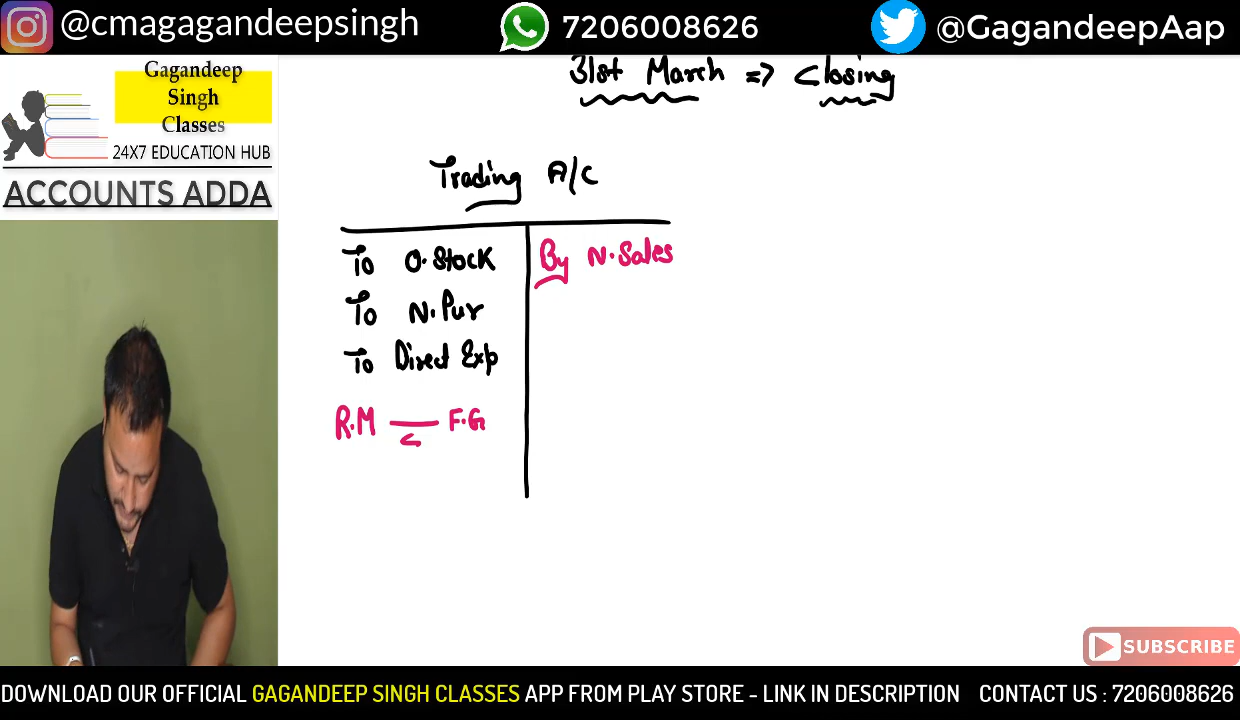 @cmagagandeepsingh 7206008626 @GagandeepAap
Gagandeep
Singh
Classes
24X7 EDUCATION HUB
ACCOUNTS ADDA
31st March => Closing
Trading A/C
To O.Stock By N.Sales
To N.Pur
To Direct Exp
R.M F.G
SUBSCRIBE
DOWNLOAD OUR OFFICIAL GAGANDEEP SINGH CLASSES APP FROM PLAY STORE - LINK IN DESCRIPTION CONTACT US : 7206008626